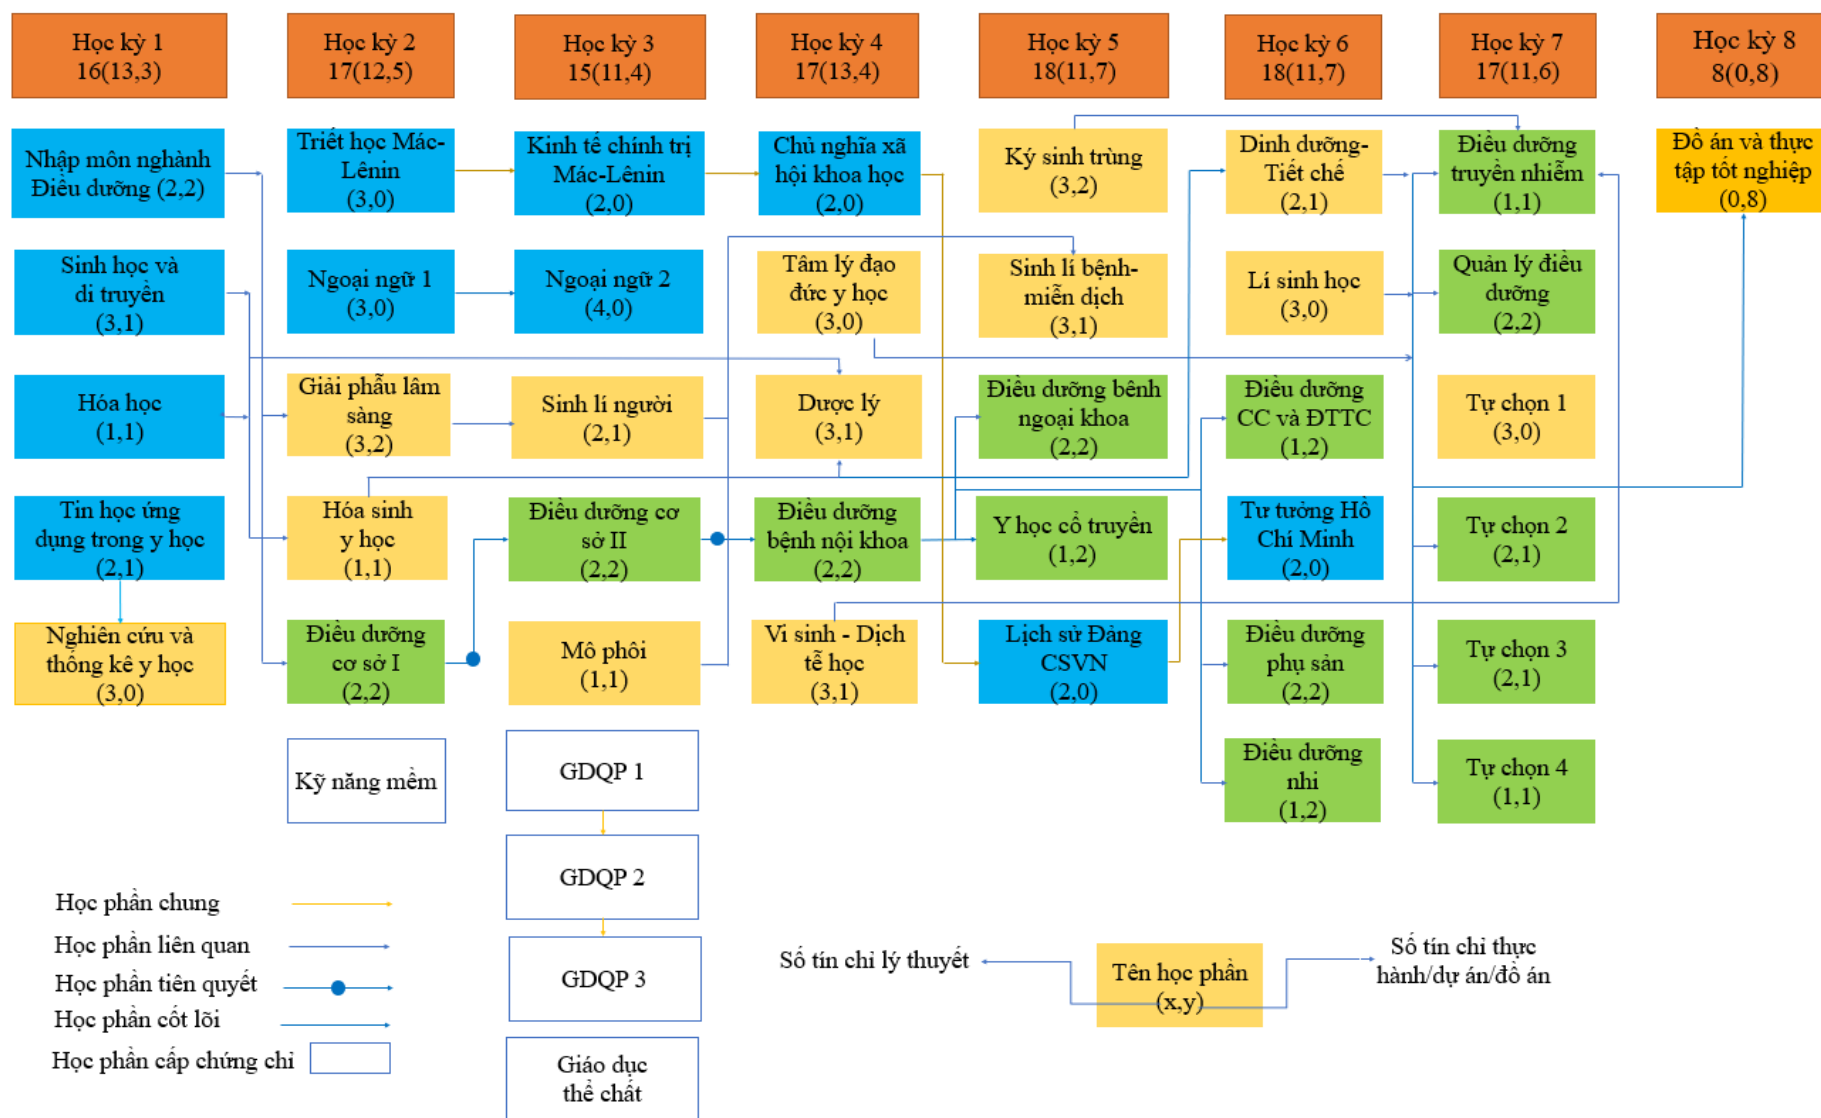 Học kỳ 1
16(13,3)
Học kỳ 2
17(12,5)
Học kỳ 3
15(11,4)
Học kỳ 4
17(13,4)
Học kỳ 5
18(11,7)
Học kỳ 6
18(11,7)
Học kỳ 7
17(11,6)
Học kỳ 8
8(0,8)
Nhập môn nghành
Điều dưỡng (2,2)
Triết học Mác-
Lênin
(3,0)
Kinh tế chính trị
Mác-Lênin
(2,0)
Chủ nghĩa xã
hội khoa học
(2,0)
Ký sinh trùng
(3,2)
Dinh dưỡng-
Tiết chế
(2,1)
Điều dưỡng
truyền nhiễm
(1,1)
Đồ án và thực
tập tốt nghiệp
(0,8)
Sinh học và
di truyền
(3,1)
Ngoại ngữ 1
(3,0)
Ngoại ngữ 2
(4,0)
Tâm lý đạo
đức y học
(3,0)
Sinh lí bệnh-
miễn dịch
(3,1)
Lí sinh học
(3,0)
Quản lý điều
dưỡng
(2,2)
Hóa học
(1,1)
Giải phẫu lâm
sàng
(3,2)
Sinh lí người
(2,1)
Dược lý
(3,1)
Điều dưỡng bênh
ngoại khoa
(2,2)
Điều dưỡng
CC và ĐTTC
(1,2)
Tự chọn 1
(3,0)
Tin học ứng
dụng trong y học
(2,1)
Hóa sinh
y học
(1,1)
Điều dưỡng cơ
sở II
(2,2)
Điều dưỡng
bệnh nội khoa
(2,2)
Y học cổ truyền
(1,2)
Tư tưởng Hồ
Chí Minh
(2,0)
Tự chọn 2
(2,1)
Nghiên cứu và
thống kê y học
(3,0)
Điều dưỡng
cơ sở I
(2,2)
Mô phôi
(1,1)
Vi sinh - Dịch
tễ học
(3,1)
Lịch sử Đảng
CSVN
(2,0)
Điều dưỡng
phụ sản
(2,2)
Tự chọn 3
(2,1)
Kỹ năng mềm
GDQP 1
Điều dưỡng
nhi
(1,2)
Tự chọn 4
(1,1)
GDQP 2
GDQP 3
Giáo dục
thể chất
Học phần chung
Học phần liên quan
Học phần tiên quyết
Học phần cốt lõi
Học phần cấp chứng chỉ
Số tín chỉ lý thuyết
Tên học phần
(x,y)
Số tín chỉ thực
hành/dự án/đồ án